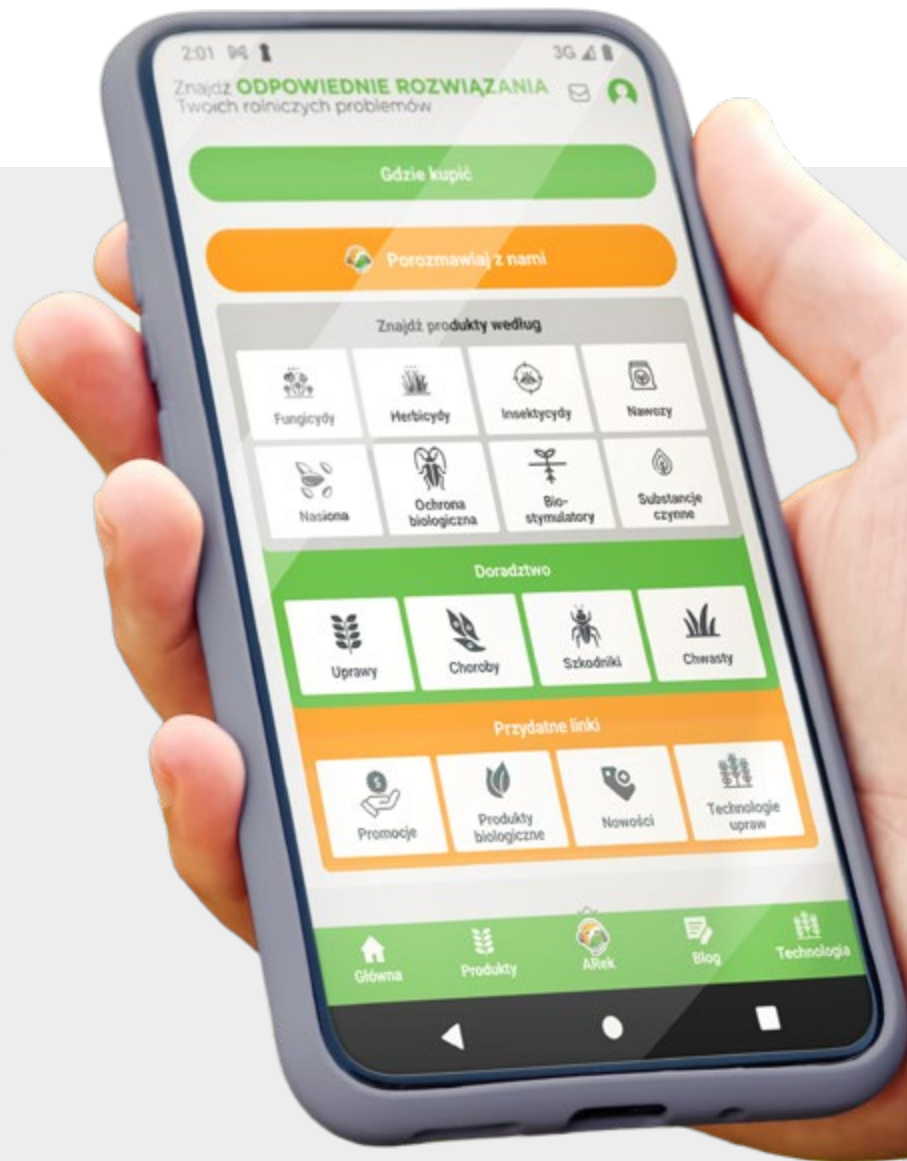 2:01
3G
Znajdź ODPOWIEDNIE ROZWIĄZANIA
Twoich rolniczych problemów
Gdzie kupić
Porozmawiaj z nami
Znajdź produkty według
Fungicydy
Herbicydy
Insektycydy
Nawozy
Nasiona
Ochrona
biologiczna
Bio-
stymulatory
Substancje
czynne
Doradztwo
Uprawy
Choroby
Szkodniki
Chwasty
Przydatne linki
Promocje
Produkty
biologiczne
Nowości
Technologie
upraw
Główna
Produkty
ARek
Blog
Technologia